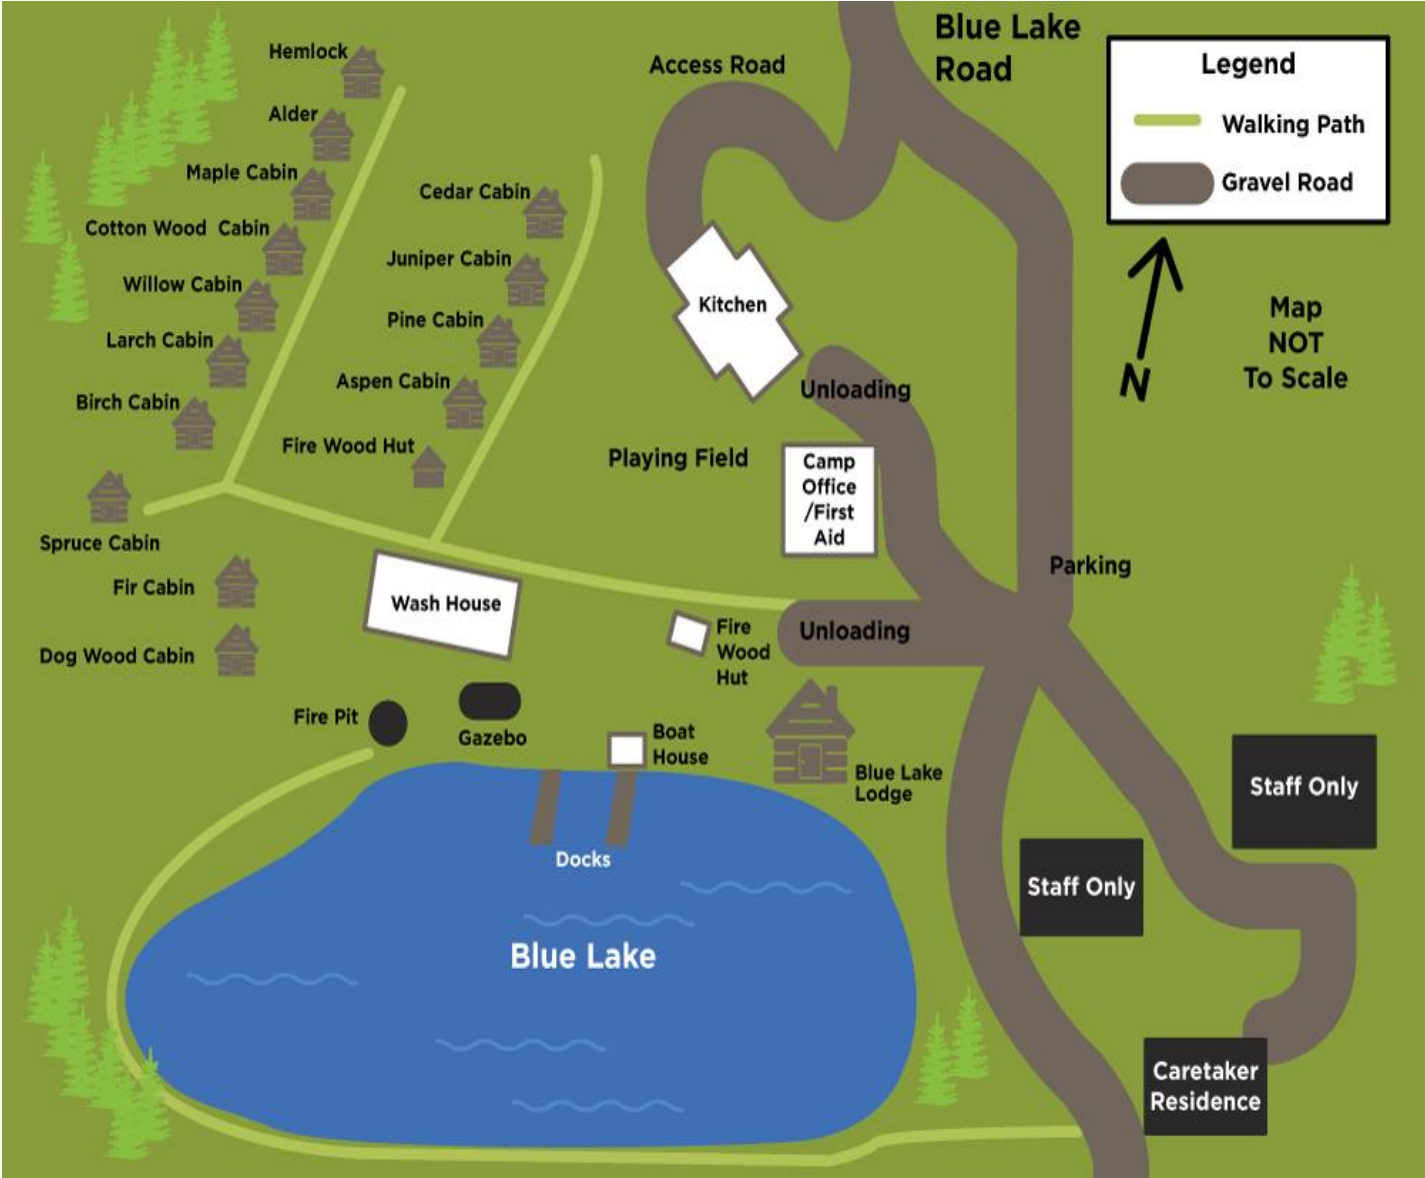 Blue Lake
Road
Access Road
Legend
Walking Path
Gravel Road
Hemlock
Alder
Maple Cabin
Cotton Wood  Cabin
Willow Cabin
Larch Cabin
Birch Cabin
Cedar Cabin
Juniper Cabin
Pine Cabin
Aspen Cabin
Fire Wood Hut
Kitchen
Unloading
N
Map
NOT
To Scale
Playing Field
Camp
Office
/First
Aid
Spruce Cabin
Fir Cabin
Dog Wood Cabin
Wash House
Fire
Wood
Hut
Unloading
Parking
Fire Pit
Gazebo
Boat
House
Blue Lake
Lodge
Docks
Staff Only
Staff Only
Blue Lake
Caretaker
Residence